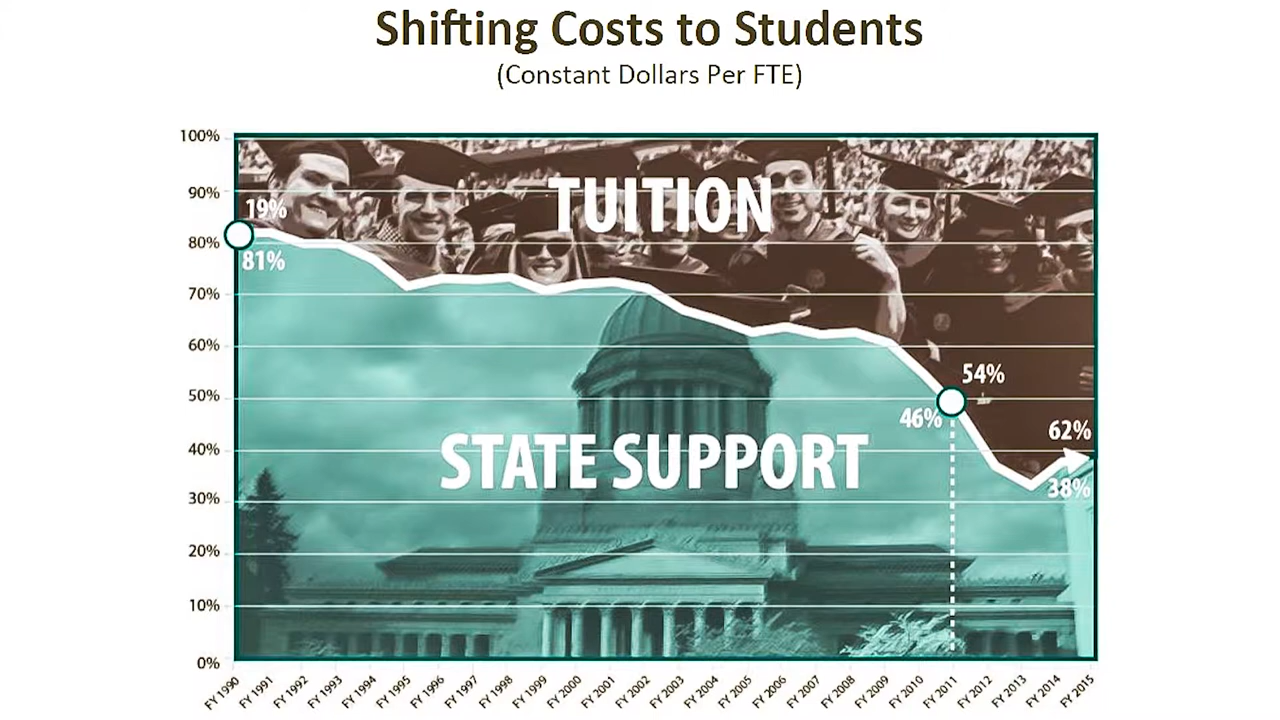 Shifting Costs to Students
(Constant Dollars Per FTE)
100%
90%
80%
70%
60%
50%
40%
30%
20%
10%
0%
TUITION
19%
81%
54%
46%
62%
38%
STATE SUPPORT
FY 1990
FY 1991
FY 1992
FY 1993
FY 1994
FY 1995
FY 1996
FY 1997
FY 1998
FY 1999
FY 2000
FY 2001
FY 2002
FY 2003
FY 2004
FY 2005
FY 2006
FY 2007
FY 2008
FY 2009
FY 2010
FY 2011
FY 2012
FY 2013
FY 2014
FY 2015